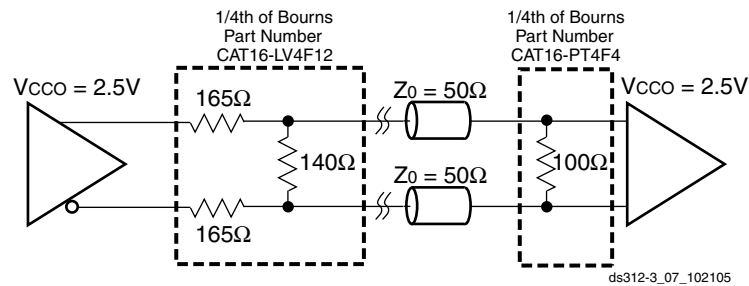 1/4th of Bourns
Part Number
CAT16-LV4F12
1/4th of Bourns
Part Number
CAT16-PT4F4
VCCO = 2.5V
165Ω
Z0 = 50Ω
VCCO = 2.5V
140Ω
100Ω
Z0 = 50Ω
165Ω
ds312-3_07_102105